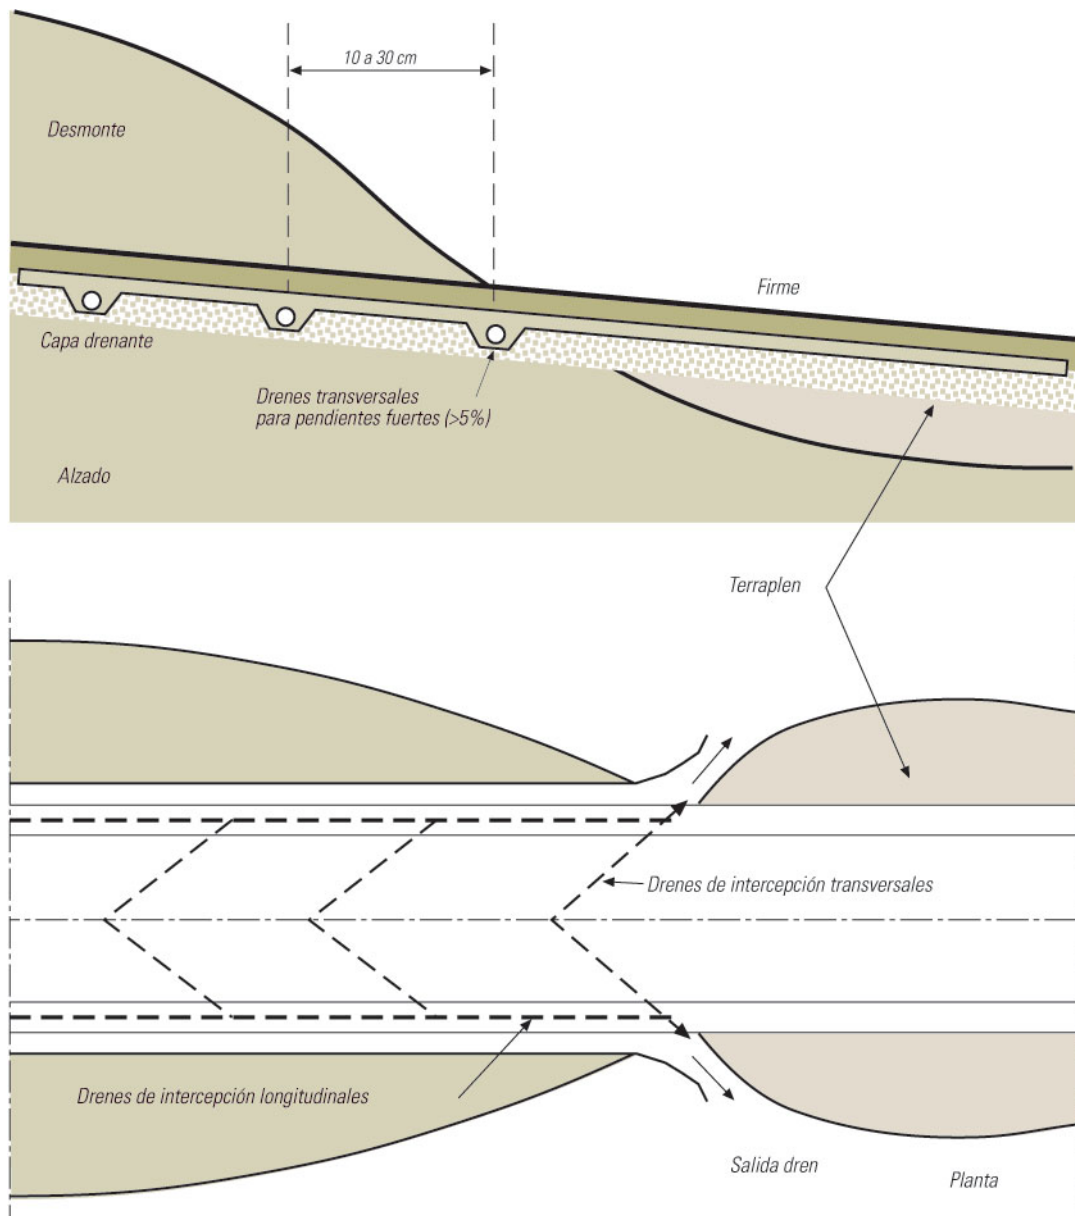 10 a 30 cm
Desmonte
Firme
Capa drenante
Drenes transversales
para pendientes fuertes (>5%)
Alzado
Terraplen
Drenes de intercepción transversales
Drenes de intercepción longitudinales
Salida dren
Planta